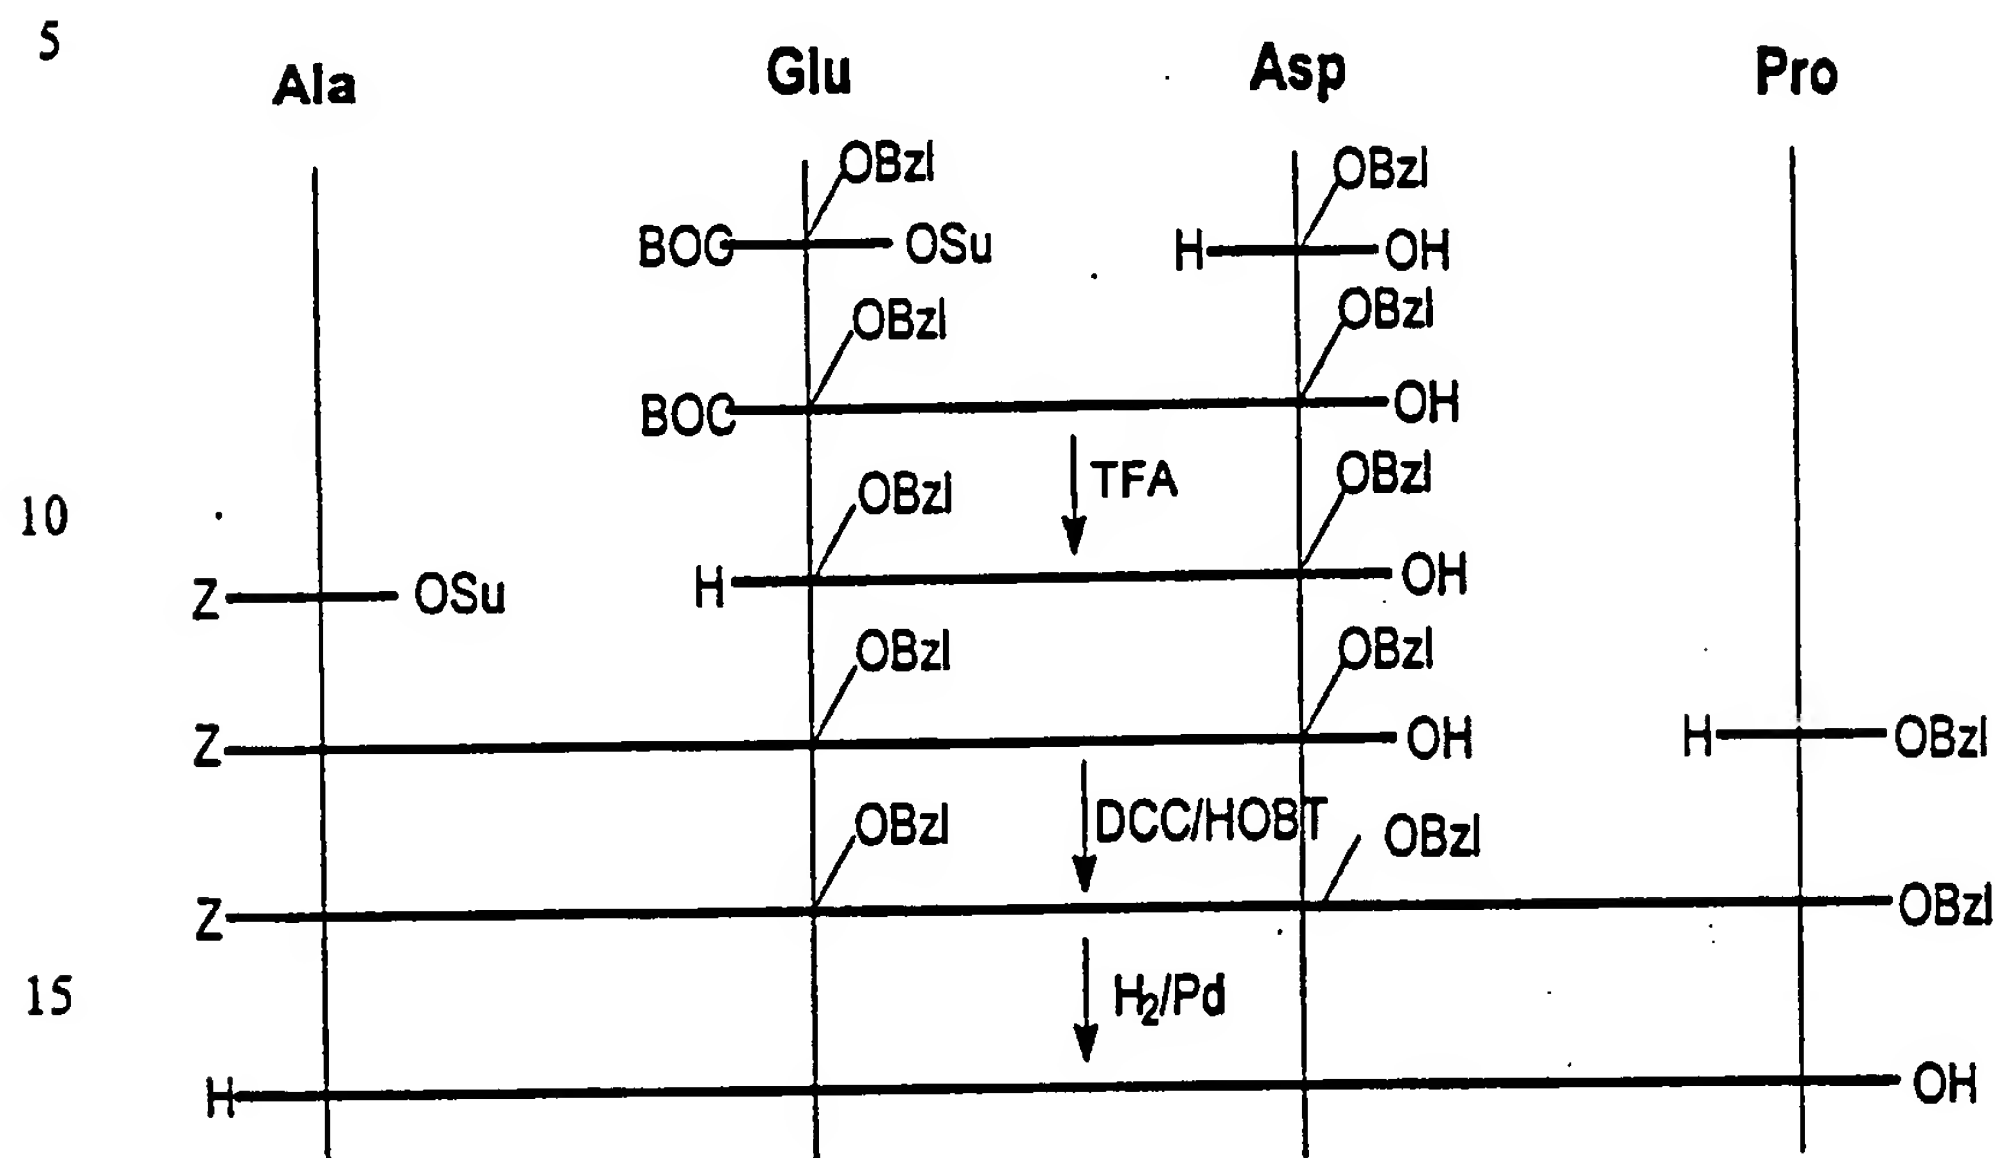 5
Ala Glu Asp Pro
OBzl OBzl
BOC OSu H OH
OBzl OBzl
BOC OH
TFA
OBzl OBzl
10
Z OSu H OH
OBzl OBzl
Z OH H OBzl
DCC/HOBT
OBzl OBzl
Z OBzl
15
H₂/Pd
H OH